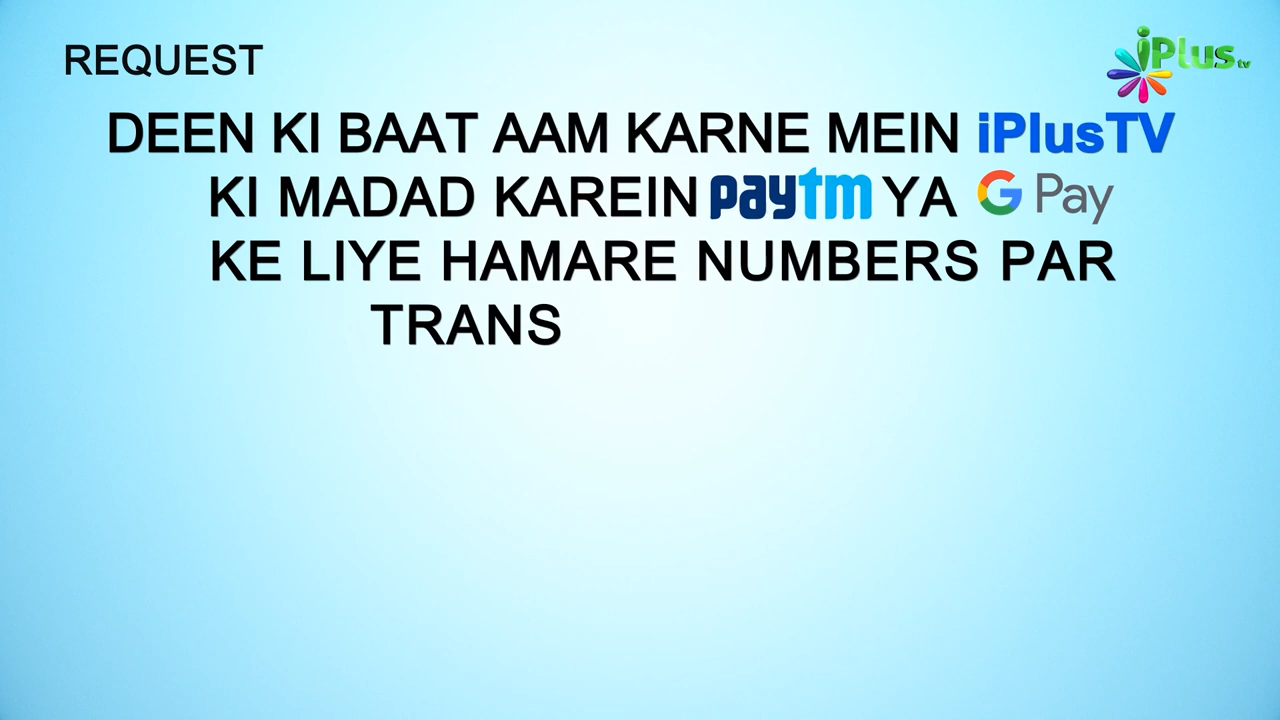 REQUEST
iPlus tv
DEEN KI BAAT AAM KARNE MEIN iPlusTV
KI MADAD KAREIN paytm YA G Pay
KE LIYE HAMARE NUMBERS PAR
TRANS